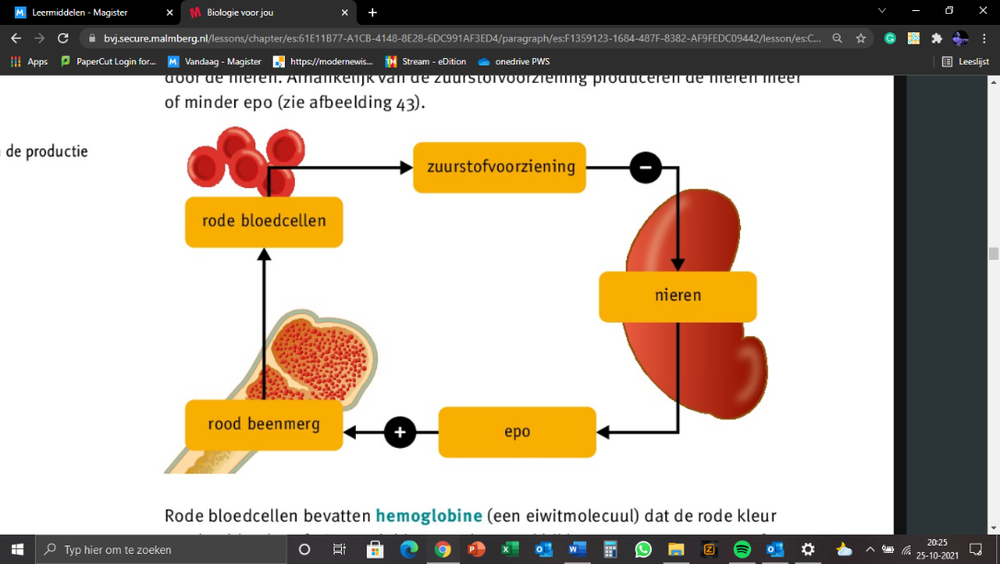 Leermiddelen - Magister
Biologie voor jou
bvj.secure.malmberg.nl/lessons/chapter/es:61E11B77-A1CB-4148-8E28-6DC991AF3ED4/paragraph/es:F1359123-1684-487F-8382-AF9FEDC09442/lesson/es:C...
Apps
PaperCut Login for...
Vandaag - Magister
https://modernewis...
Stream - eDition
onedrive PWS
Leeslijst
door de nieren. Afhankelijk van de zuurstofvoorziening produceren de nieren meer
of minder epo (zie afbeelding 43).
de productie
zuurstofvoorziening
−
rode bloedcellen
nieren
rood beenmerg
+
epo
Rode bloedcellen bevatten hemoglobine (een eiwitmolecuul) dat de rode kleur
Typ hier om te zoeken
20:25
25-10-2021